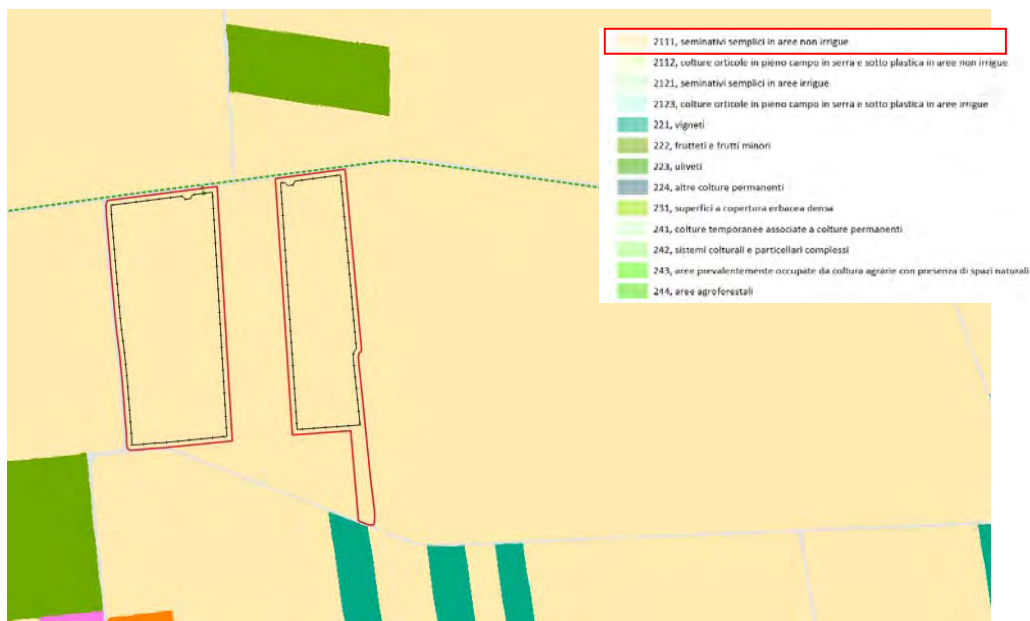 2111, seminativi semplici in aree non irrigue
2112, colture orticole in pieno campo in serra e sotto plastica in aree non irrigue
2121, seminativi semplici in aree irrigue
2123, colture orticole in pieno campo in serra e sotto plastica in aree irrigue
221, vigneti
222, frutteti e frutti minori
223, uliveti
224, altre colture permanenti
231, superfici a copertura erbacea densa
241, colture temporanee associate a colture permanenti
242, sistemi colturali e particellari complessi
243, aree prevalentemente occupate da coltura agrarie con presenza di spazi naturali
244, aree agroforestali